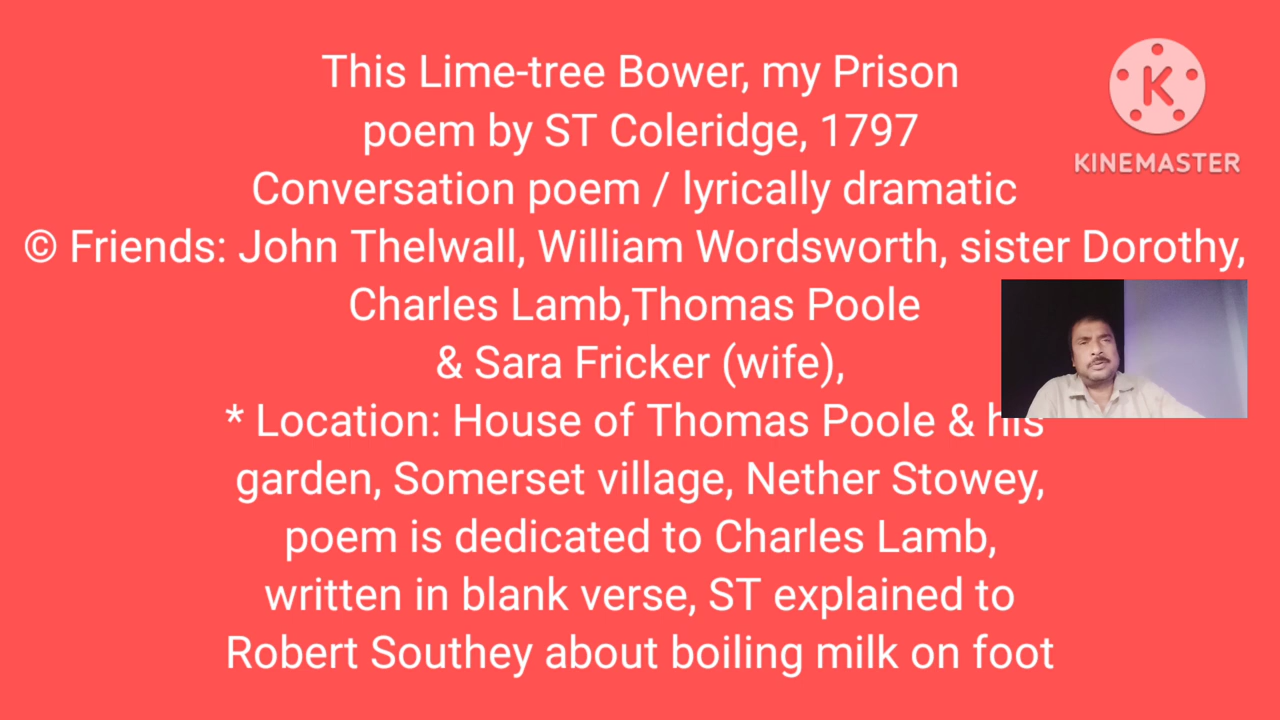 This Lime-tree Bower, my Prison
poem by ST Coleridge, 1797
Conversation poem / lyrically dramatic
© Friends: John Thelwall, William Wordsworth, sister Dorothy,
Charles Lamb,Thomas Poole
& Sara Fricker (wife),
* Location: House of Thomas Poole & his
garden, Somerset village, Nether Stowey,
poem is dedicated to Charles Lamb,
written in blank verse, ST explained to
Robert Southey about boiling milk on foot
K
KINEMASTER